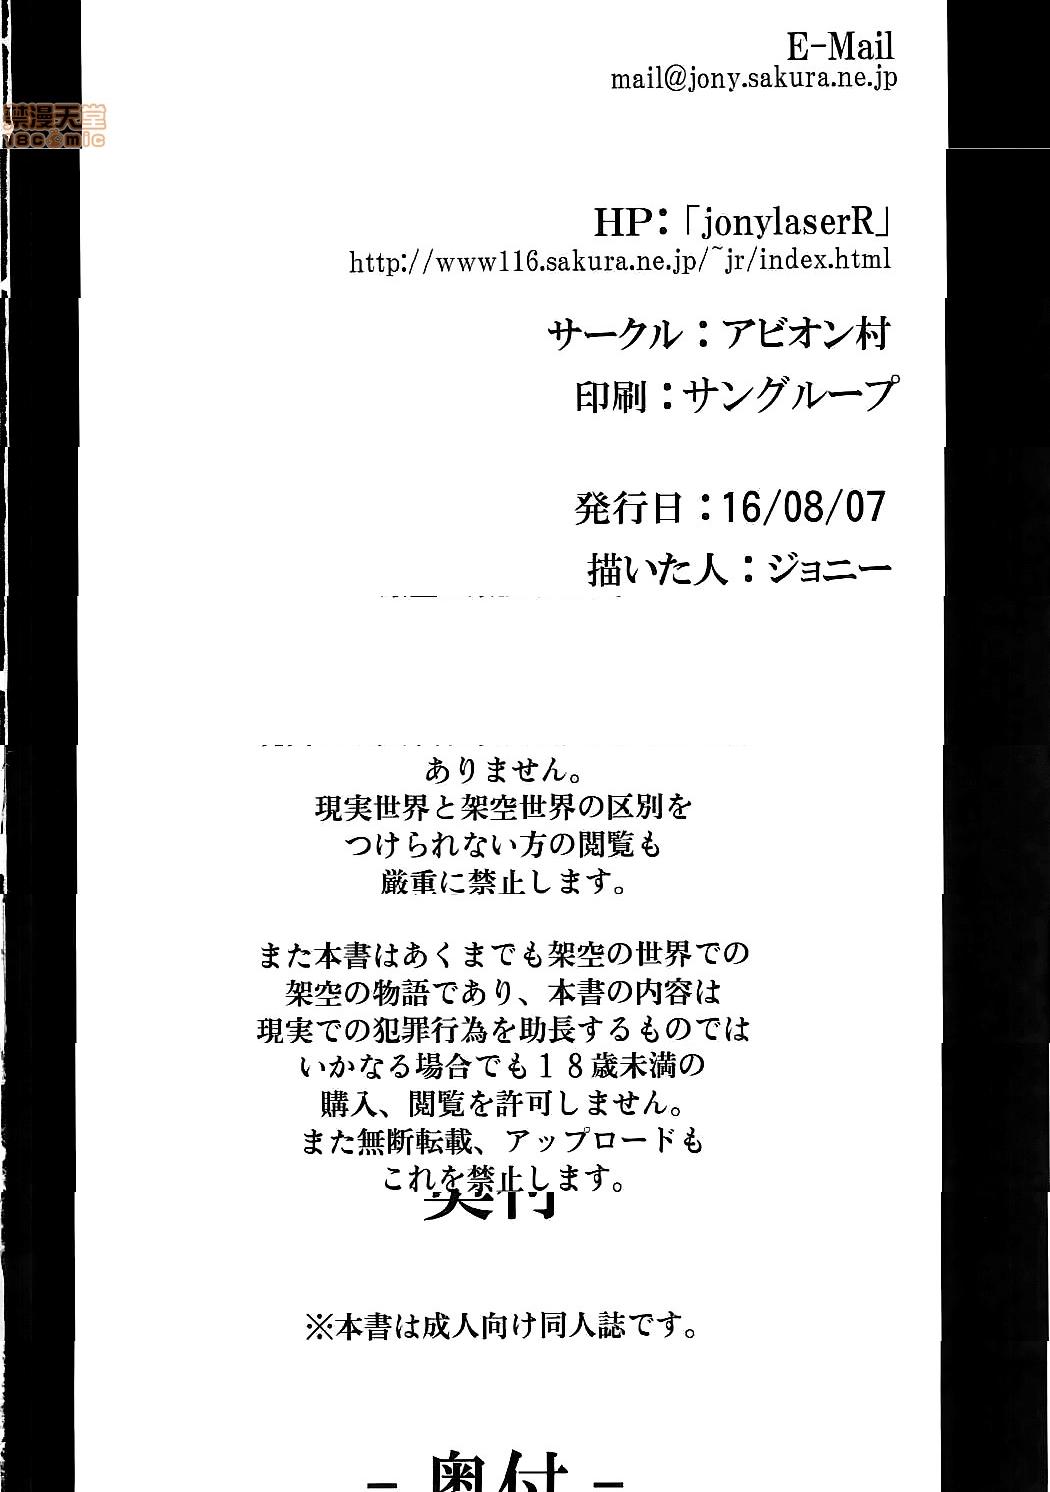 E-Mail
mail@jony.sakura.ne.jp
禁漫天堂
18comic
HP：「jonylaserR」
http://www116.sakura.ne.jp/~jr/index.html
サークル：アビオン村
印刷：サングループ
発行日：16/08/07
描いた人：ジョニー
ありません。
現実世界と架空世界の区別を
つけられない方の閲覧も
厳重に禁止します。
また本書はあくまでも架空の世界での
架空の物語であり、本書の内容は
現実での犯罪行為を助長するものでは
いかなる場合でも１８歳未満の
購入、閲覧を許可しません。
また無断転載、アップロードも
これを禁止します。
※本書は成人向け同人誌です。
- 奥付 -